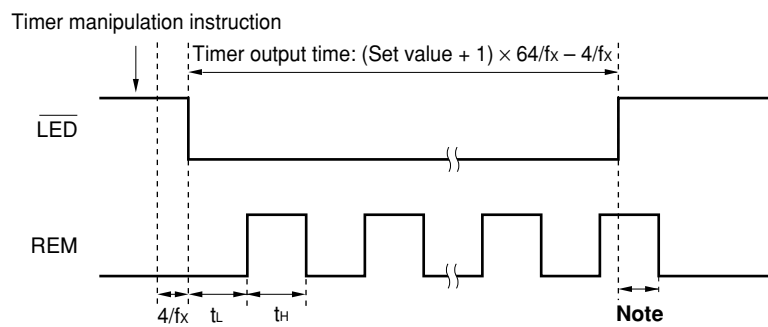 Timer manipulation instruction
Timer output time: (Set value + 1) × 64/fx – 4/fx
LED
REM
4/fx tL tH Note